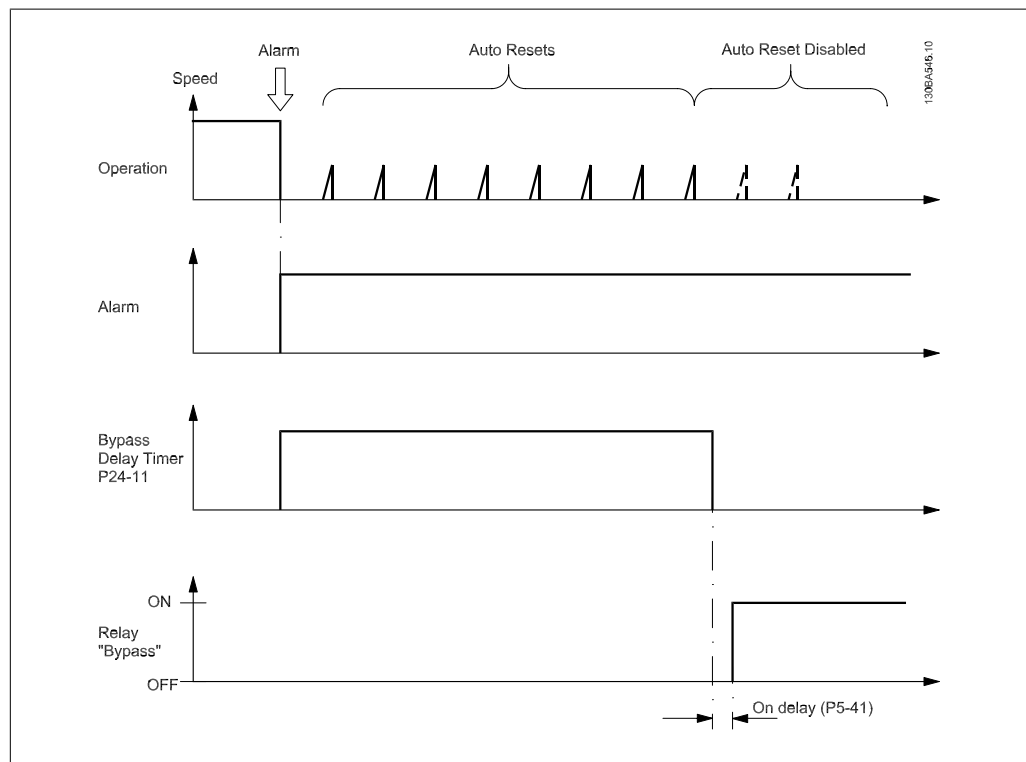 Alarm
Auto Resets
Auto Reset Disabled
130BA545.10
Speed
Operation
Alarm
Bypass
Delay Timer
P24-11
ON
Relay
"Bypass"
OFF
On delay (P5-41)